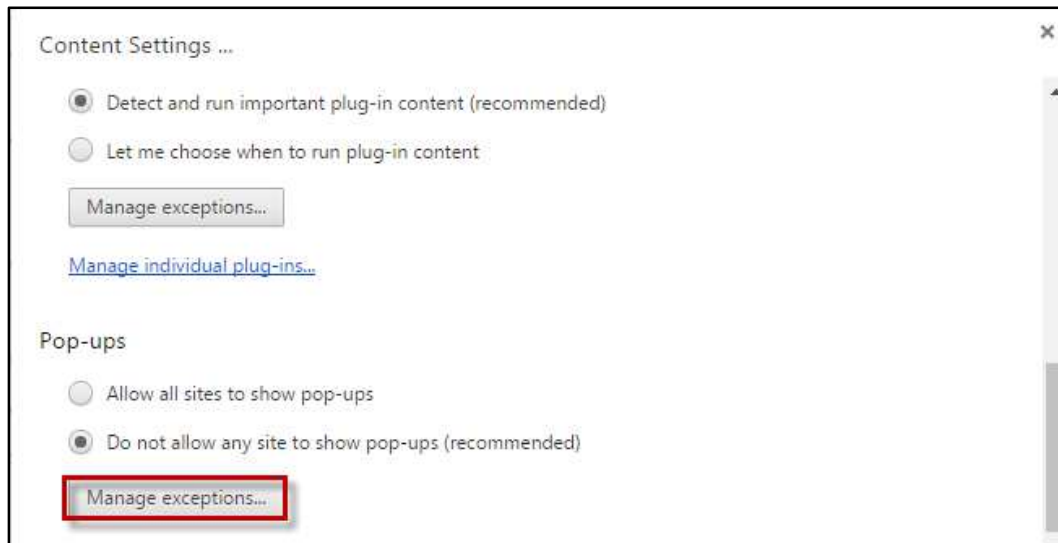 Content Settings ...
Detect and run important plug-in content (recommended)
Let me choose when to run plug-in content
Manage exceptions...
Manage individual plug-ins...
Pop-ups
Allow all sites to show pop-ups
Do not allow any site to show pop-ups (recommended)
Manage exceptions...